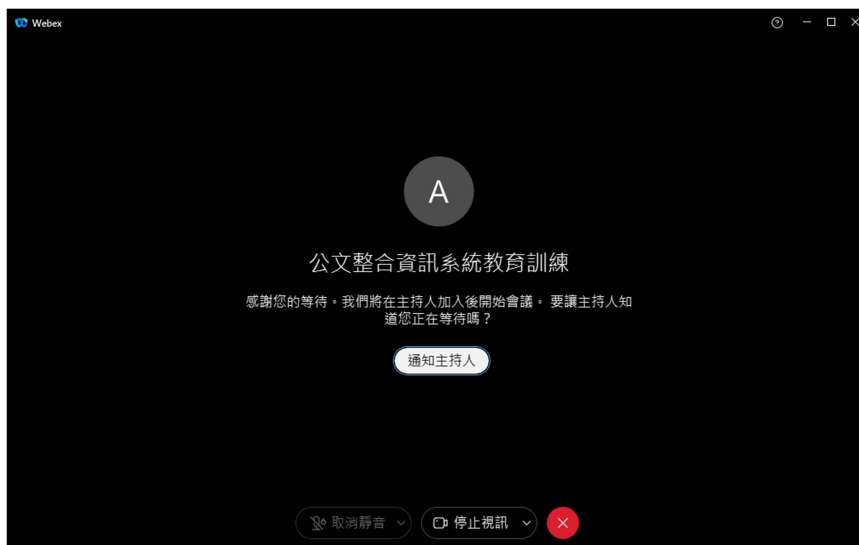 Webex
A
公文整合資訊系統教育訓練
感謝您的等待。我們將在主持人加入後開始會議。 要讓主持人知
道您正在等待嗎？
通知主持人
取消靜音
停止視訊